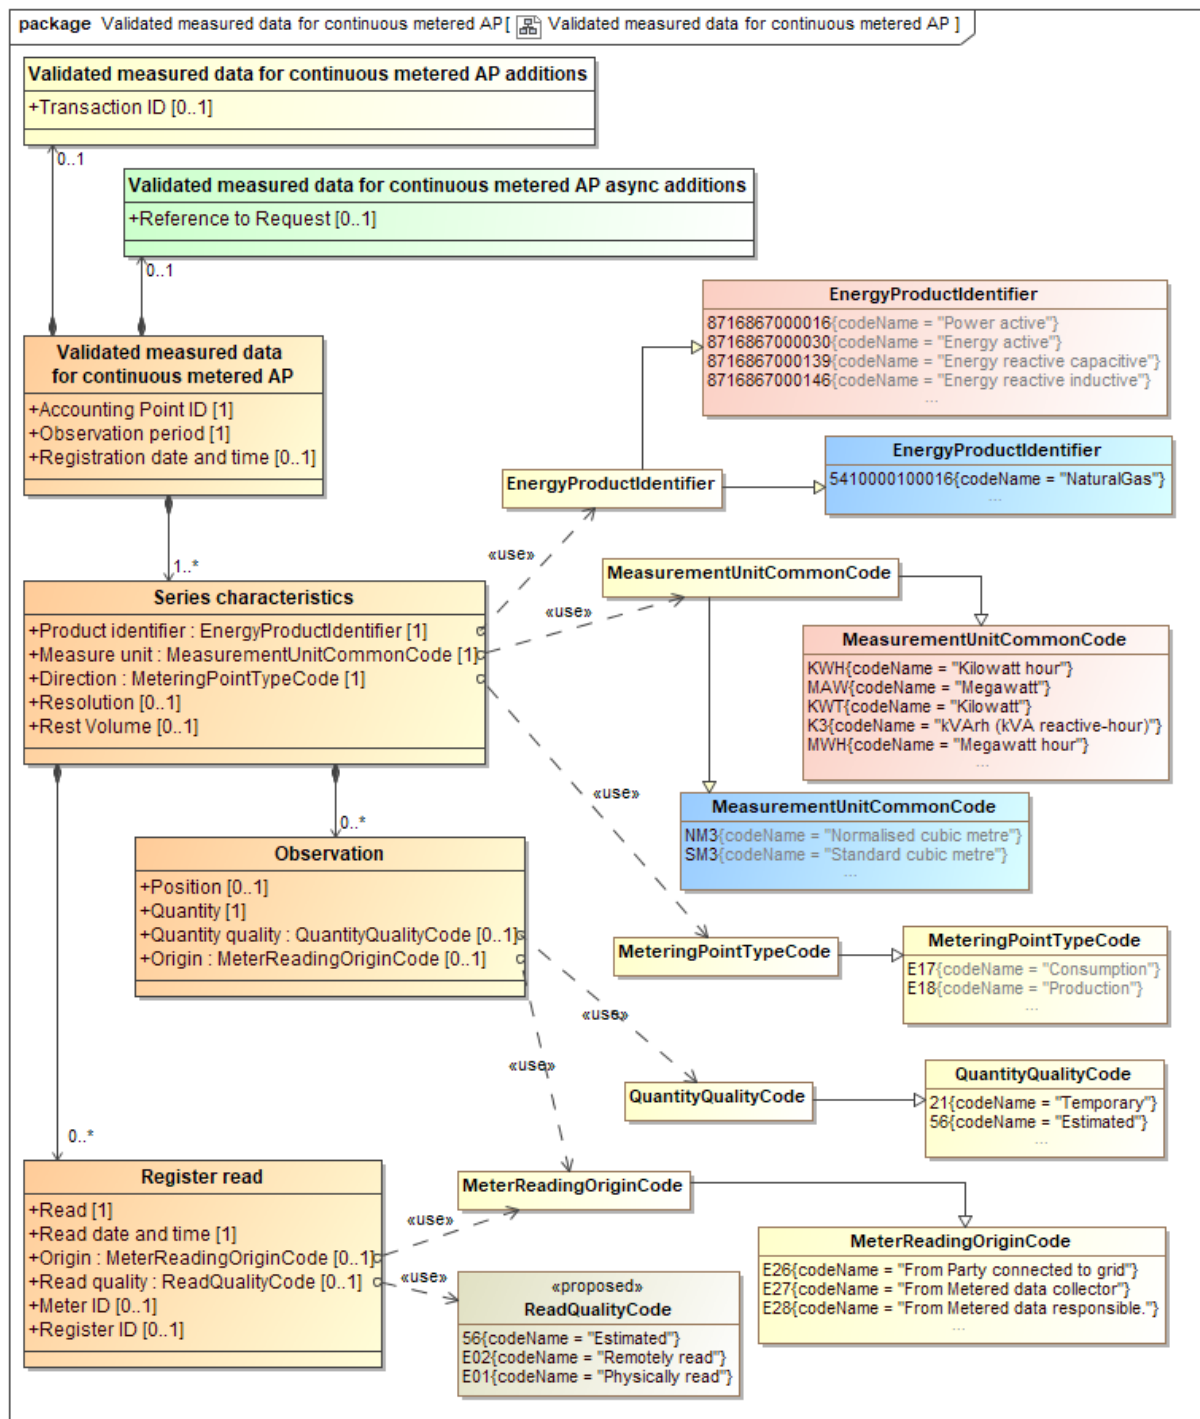 package Validated measured data for continuous metered AP[ Validated measured data for continuous metered AP ]
Validated measured data for continuous metered AP additions
+Transaction ID [0..1]
0..1
Validated measured data for continuous metered AP async additions
+Reference to Request [0..1]
0..1
Validated measured data
for continuous metered AP
+Accounting Point ID [1]
+Observation period [1]
+Registration date and time [0..1]
EnergyProductIdentifier
8716867000016{codeName = "Power active"}
8716867000030{codeName = "Energy active"}
8716867000139{codeName = "Energy reactive capacitive}
8716867000146{codeName = "Energy reactive inductive}
...
EnergyProductIdentifier
5410000100016{codeName = "NaturalGas"}
...
EnergyProductIdentifier
«use»
1..*
Series characteristics
+Product identifier : EnergyProductIdentifier [1]
+Measure unit : MeasurementUnitCommonCode [1]
+Direction : MeteringPointTypeCode [1]
+Resolution [0..1]
+Rest Volume [0..1]
MeasurementUnitCommonCode
«use»
MeasurementUnitCommonCode
KWH{codeName = "Kilowatt hour"}
MAW{codeName = "Megawatt"}
KWT{codeName = "Kilowatt"}
K3{codeName = "kVArh (kVA reactive-hour)"}
MWH{codeName = "Megawatt hour"}
...
«use»
MeasurementUnitCommonCode
NM3{codeName = "Normalised cubic metre"}
SM3{codeName = "Standard cubic metre"}
...
0..*
Observation
+Position [0..1]
+Quantity [1]
+Quantity quality : QuantityQualityCode [0..1]
+Origin : MeterReadingOriginCode [0..1]
MeteringPointTypeCode
MeteringPointTypeCode
E17{codeName = "Consumption}
E18{codeName = "Production"}
...
«use»
«use»
QuantityQualityCode
QuantityQualityCode
21{codeName = "Temporary"}
56{codeName = "Estimated"}
...
0..*
Register read
+Read [1]
+Read date and time [1]
+Origin : MeterReadingOriginCode [0..1]
+Read quality : ReadQualityCode [0..1]
+Meter ID [0..1]
+Register ID [0..1]
«use»
«use»
MeterReadingOriginCode
MeterReadingOriginCode
E26{codeName = "From Party connected to grid"}
E27{codeName = "From Metered data collector"}
E28{codeName = "From Metered data responsible."}
...
«proposed»
ReadQualityCode
56{codeName = "Estimated"}
E02{codeName = "Remotely read"}
E01{codeName = "Physically read"}